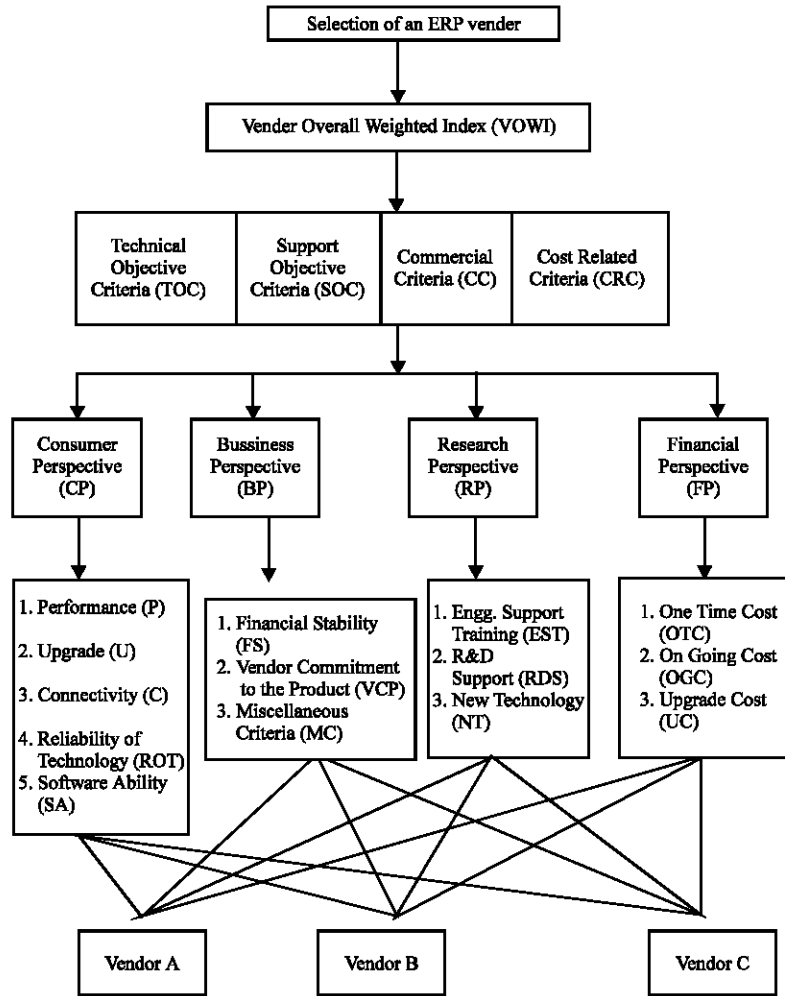 Selection of an ERP vender
Vender Overall Weighted Index (VOWI)
Technical
Objective
Criteria (TOC)
Support
Objective
Criteria (SOC)
Commercial
Criteria (CC)
Cost Related
Criteria (CRC)
Consumer
Perspective
(CP)
Bussiness
Perspective
(BP)
Research
Perspective
(RP)
Financial
Perspective
(FP)
1. Performance (P)
2. Upgrade (U)
3. Connectivity (C)
4. Reliability of
Technology (ROT)
5. Software Ability
(SA)
1. Financial Stability
(FS)
2. Vendor Commitment
to the Product (VCP)
3. Miscellaneous
Criteria (MC)
1. Engg. Support
Training (EST)
2. R&D
Support (RDS)
3. New Technology
(NT)
1. One Time Cost
(OTC)
2. On Going Cost
(OGC)
3. Upgrade Cost
(UC)
Vendor A
Vendor B
Vendor C